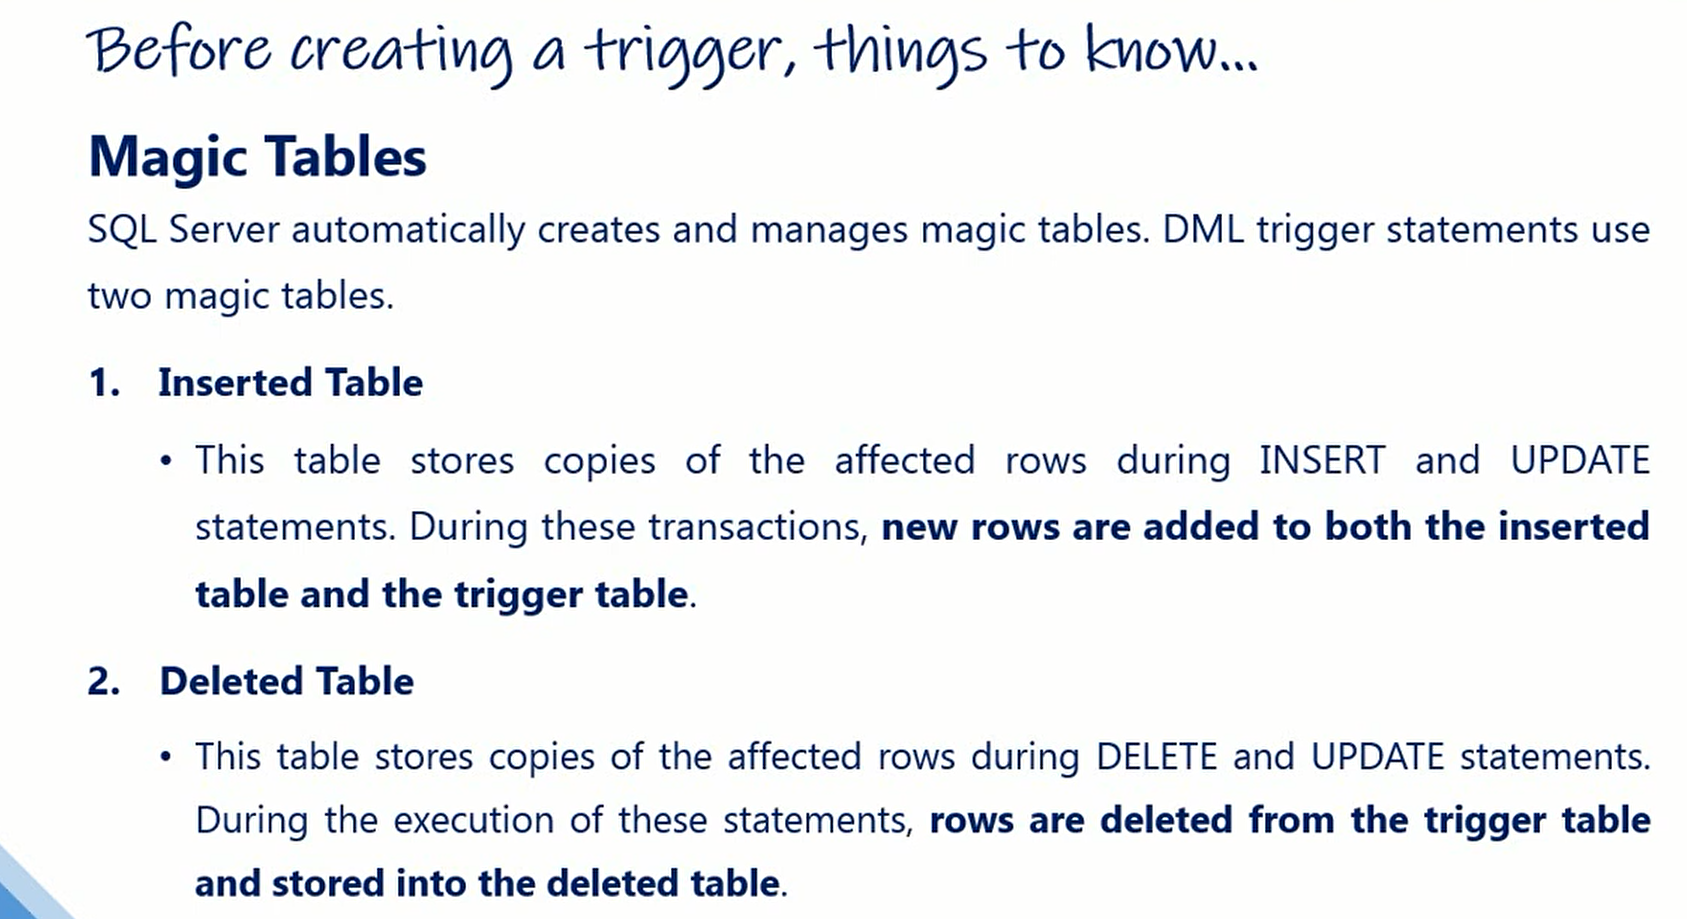 Before creating a trigger, things to know...
Magic Tables
SQL Server automatically creates and manages magic tables. DML trigger statements use
two magic tables.
1. Inserted Table
• This table stores copies of the affected rows during INSERT and UPDATE
statements. During these transactions, new rows are added to both the inserted
table and the trigger table.
2. Deleted Table
• This table stores copies of the affected rows during DELETE and UPDATE statements.
During the execution of these statements, rows are deleted from the trigger table
and stored into the deleted table.